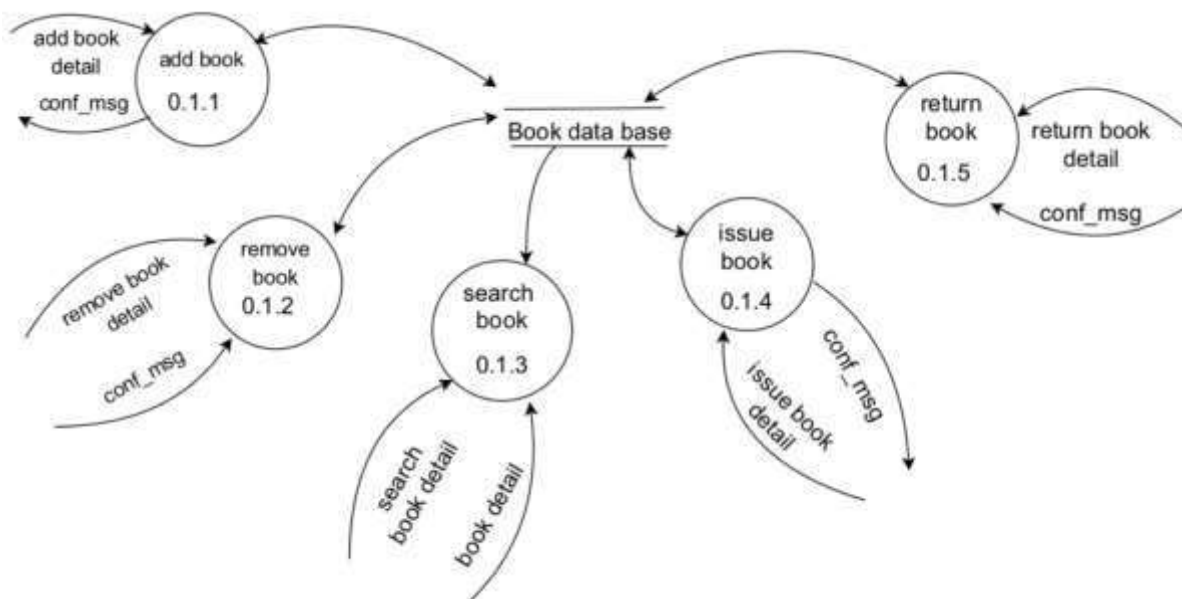 add book
detail
conf_msg
add book
0.1.1
Book data base
return
book
0.1.5
return book
detail
conf_msg
remove book
detail
conf_msg
remove
book
0.1.2
search
book
0.1.3
search
book detail
book detail
issue
book
0.1.4
issue book
detail
conf_msg